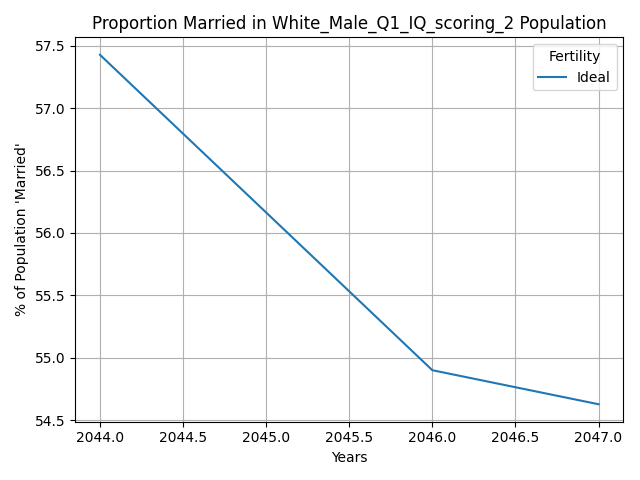 Proportion Married in White_Male_Q1_IQ_scoring_2 Population
57.5
57.0
56.5
56.0
55.5
55.0
54.5
% of Population 'Married'
Fertility
Ideal
2044.0 2044.5 2045.0 2045.5 2046.0 2046.5 2047.0
Years